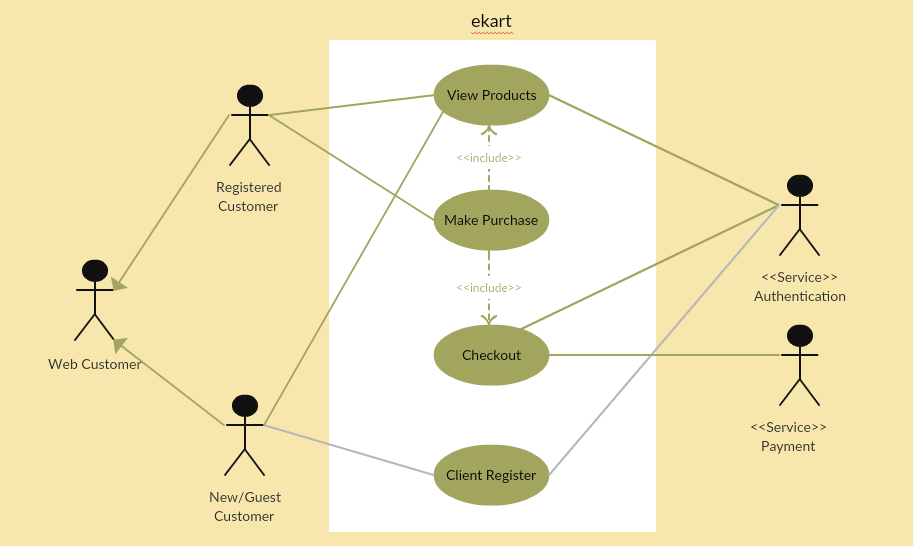 ekart
View Products
<<include>>
Make Purchase
<<include>>
Checkout
Client Register
Registered
Customer
Web Customer
New/Guest
Customer
<<Service>>
Authentication
<<Service>>
Payment